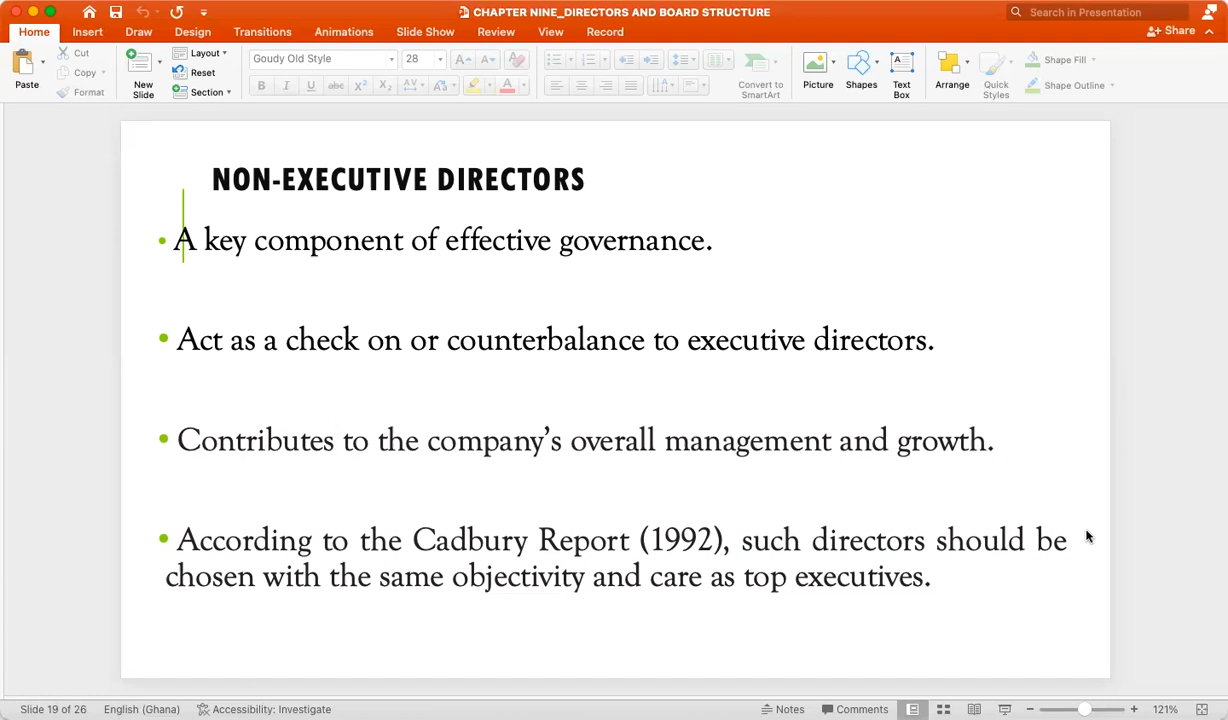 CHAPTER NINE_DIRECTORS AND BOARD STRUCTURE
Search in Presentation
Home Insert Draw Design Transitions Animations Slide Show Review View Record
Share
Paste
Cut
Copy
Format
New Slide
Layout
Reset
Section
Goudy Old Style 28
B I U abc X² X₂ AV Aa A
Convert to SmartArt
Picture
Shapes
Text Box
Arrange
Quick Styles
Shape Fill
Shape Outline
NON-EXECUTIVE DIRECTORS
• A key component of effective governance.
• Act as a check on or counterbalance to executive directors.
• Contributes to the company’s overall management and growth.
• According to the Cadbury Report (1992), such directors should be
chosen with the same objectivity and care as top executives.
Slide 19 of 26 English (Ghana) Accessibility: Investigate Notes Comments 121%